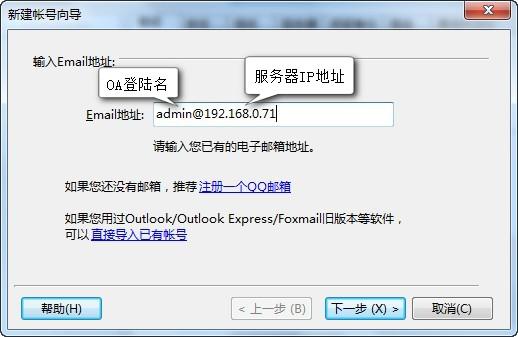 新建帐号向导
输入Email地址:
OA登陆名
服务器IP地址
Email地址:
admin@192.168.0.71
请输入您已有的电子邮箱地址。
如果您还没有邮箱，推荐 注册一个QQ邮箱
如果您用过Outlook/Outlook Express/Foxmail旧版本等软件，
可以 直接导入已有帐号
帮助(H)
< 上一步 (B)
下一步 (X) >
取消(C)